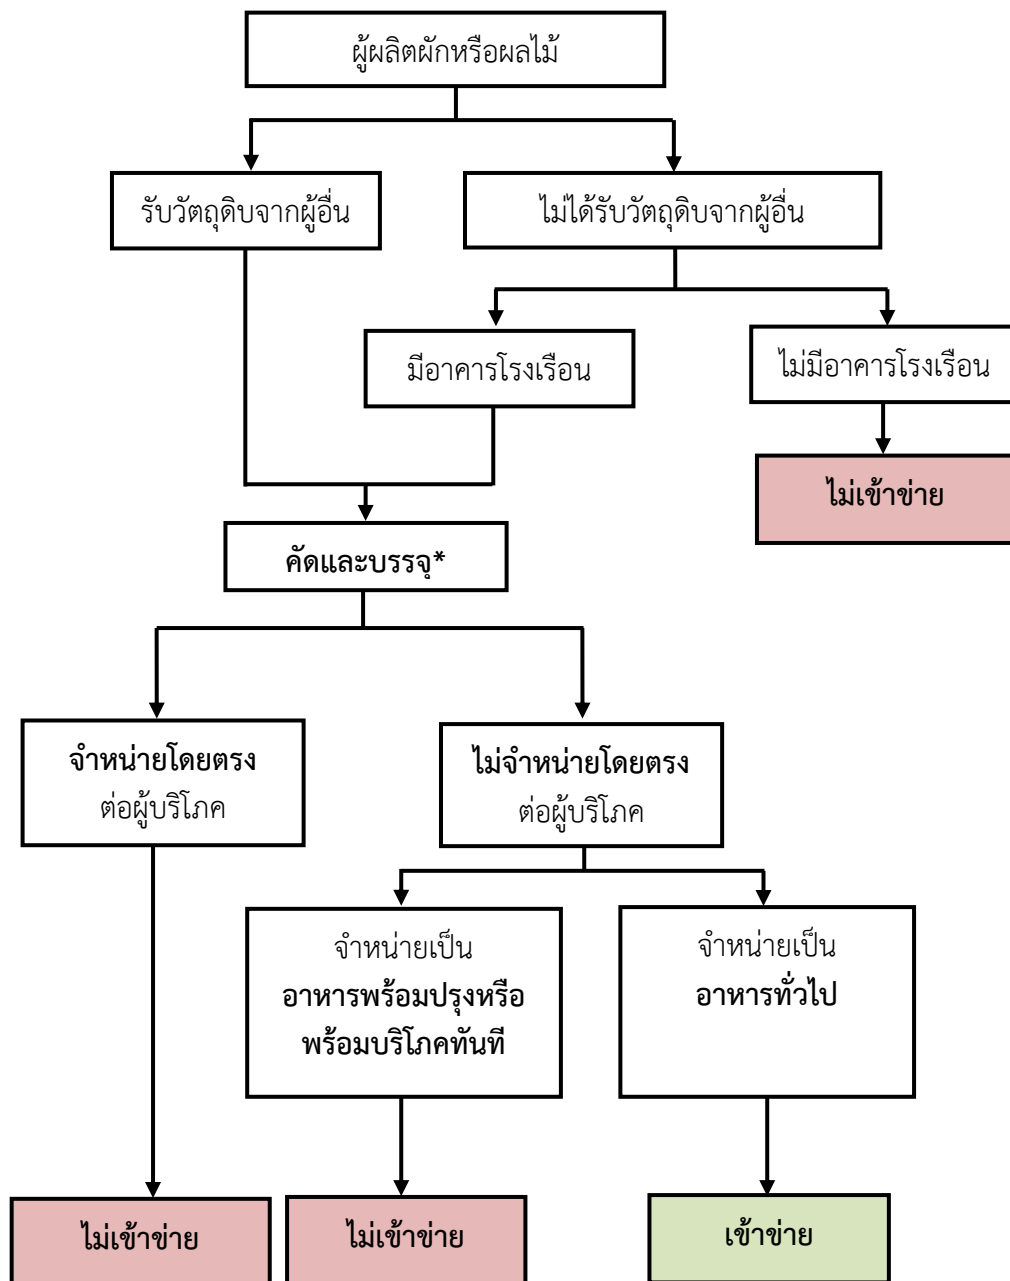 ผู้ผลิตผักหรือผลไม้
รับวัตถุดิบจากผู้อื่น
ไม่ได้รับวัตถุดิบจากผู้อื่น
มีอาคารโรงเรือน
ไม่มีอาคารโรงเรือน
ไม่เข้าข่าย
คัดและบรรจุ*
จำหน่ายโดยตรง
ต่อผู้บริโภค
ไม่จำหน่ายโดยตรง
ต่อผู้บริโภค
จำหน่ายเป็น
อาหารพร้อมปรุงหรือ
พร้อมบริโภคทันที
จำหน่ายเป็น
อาหารทั่วไป
ไม่เข้าข่าย
ไม่เข้าข่าย
เข้าข่าย